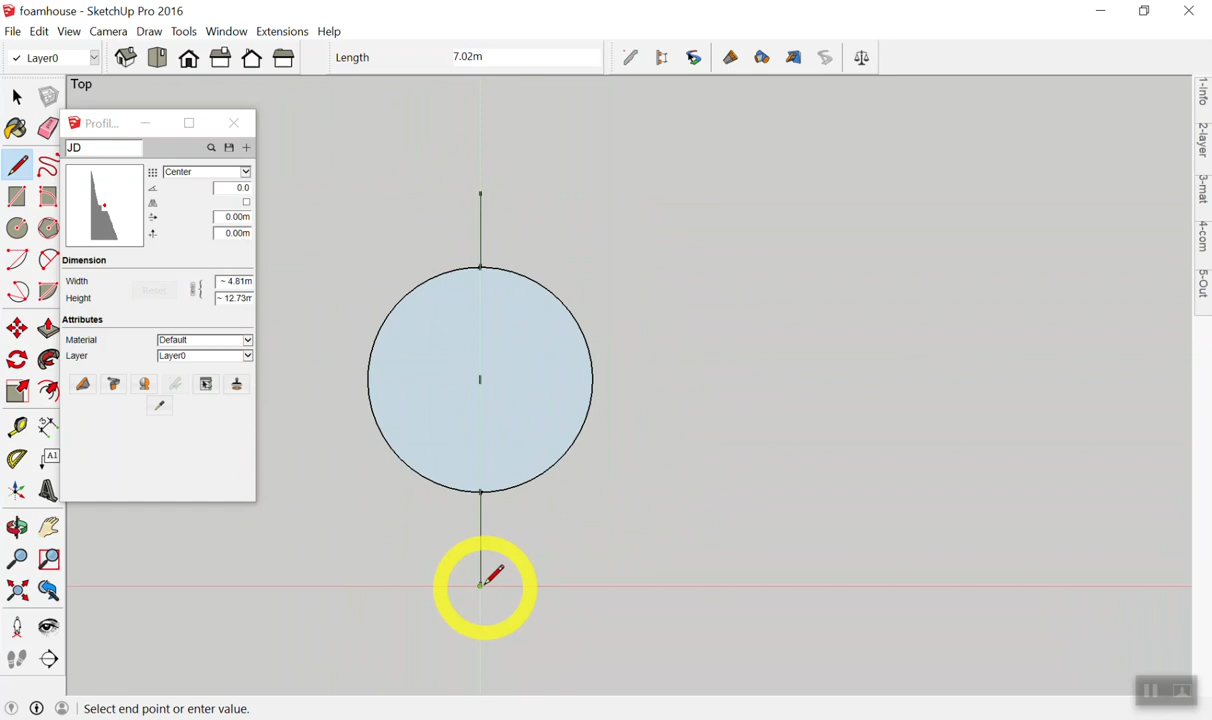 foamhouse - SketchUp Pro 2016
File Edit View Camera Draw Tools Window Extensions Help
Layer0
Length 7.02m
Top
Profil...
JD
Center
0.0
0.00m
0.00m
Dimension
Width Reset ~ 4.81m
Height ~ 12.73m
Attributes
Material Default
Layer Layer0
A1
1-Info
2-layer
3-mat
4-com
5-Out
Select end point or enter value.